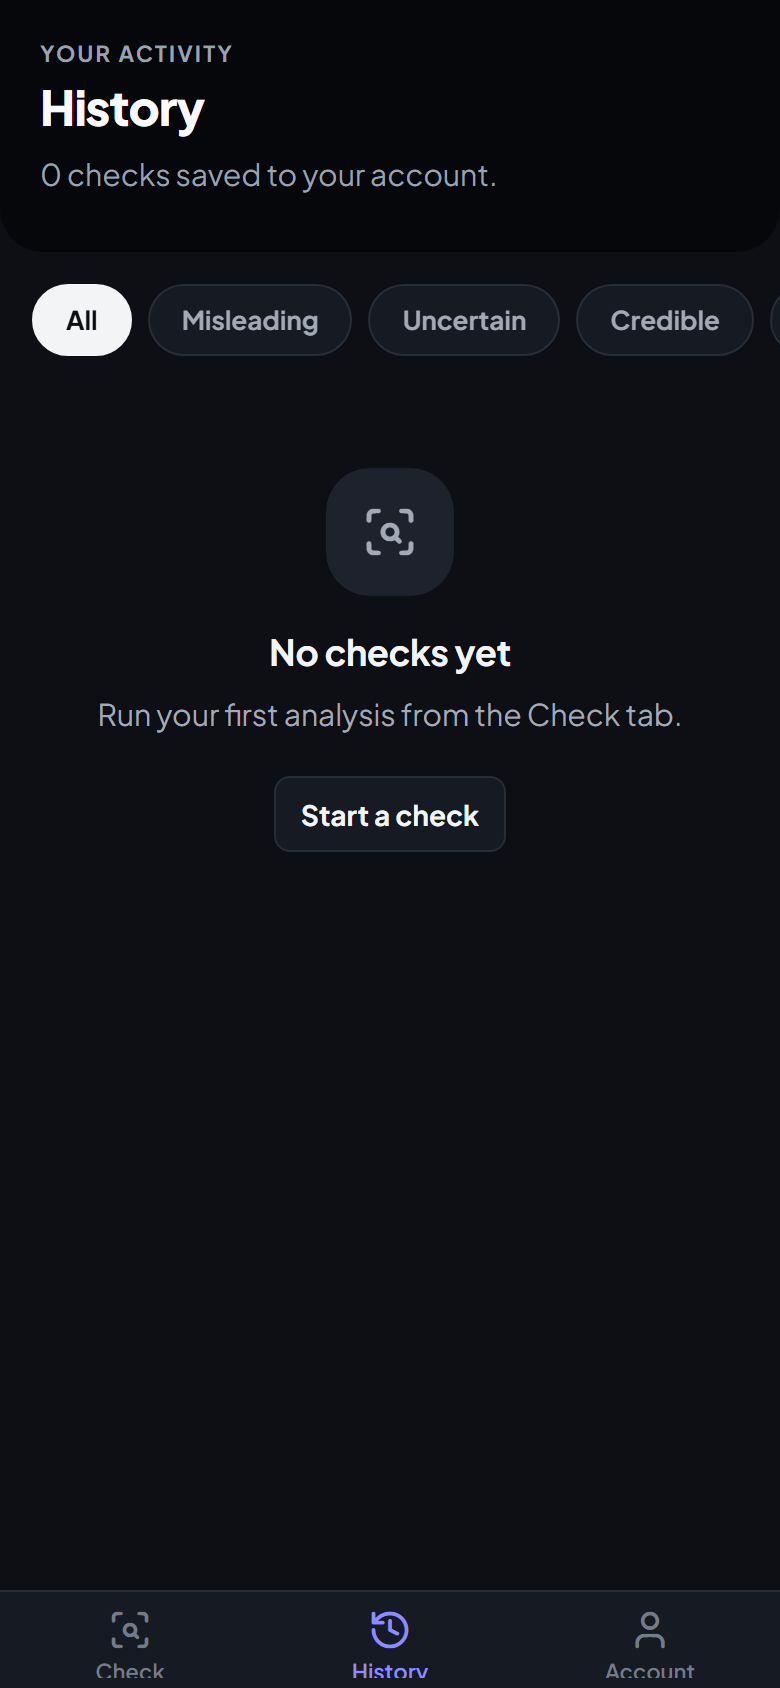 YOUR ACTIVITY
History
0 checks saved to your account.
All
Misleading
Uncertain
Credible
No checks yet
Run your first analysis from the Check tab.
Start a check
Check
History
Account